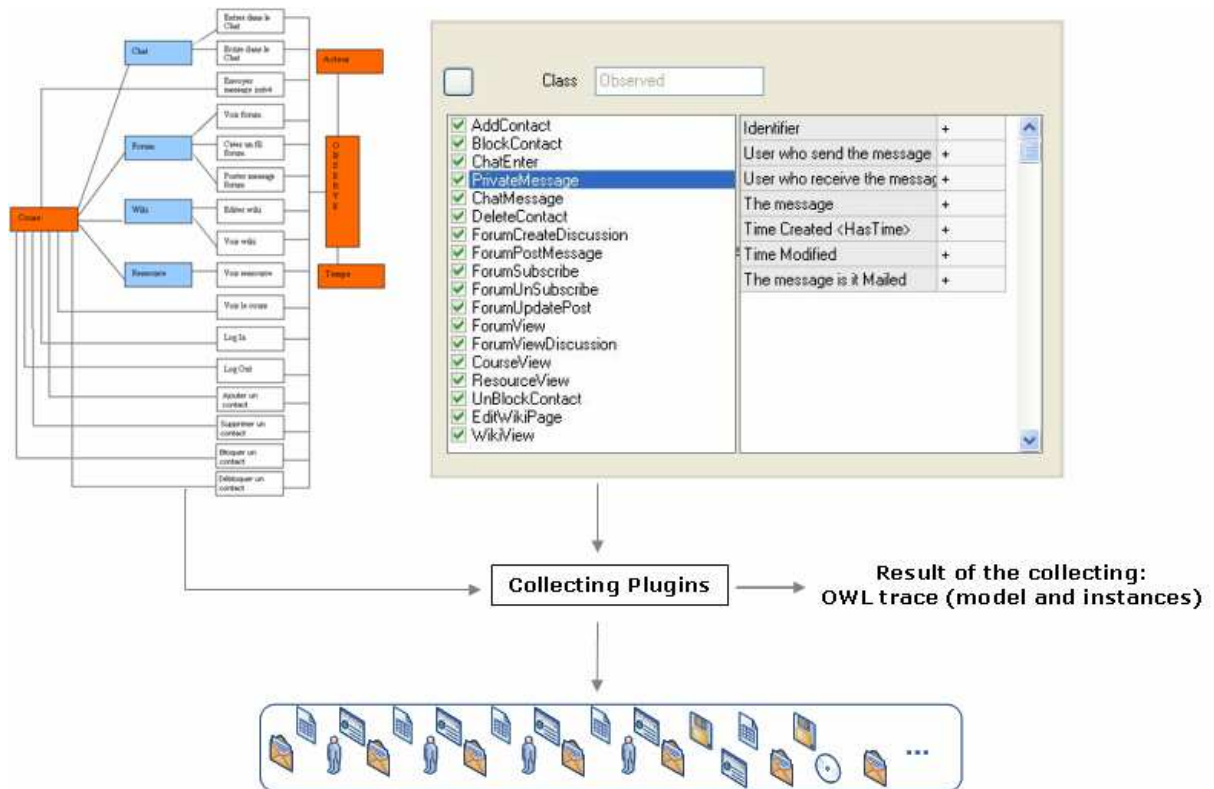 Entrer dans le
Chat
Chat
Entrer dans le
Chat
Acteur
Envoyer
message
Voir forum
Forum
Créer un fil
forum
OBSERVE
Poster message
forum
Wiki
Editer wiki
Cours
Voir wiki
Ressource
Voir ressource
Temps
Voir le cours
Log In
Log Out
Ajouter un
contact
Supprimer un
contact
Bloquer un
contact
Débloquer un
contact
Class Observed
AddContact
BlockContact
ChatEnter
PrivateMessage
ChatMessage
DeleteContact
ForumCreateDiscussion
ForumPostMessage
ForumSubscribe
ForumUnSubscribe
ForumUpdatePost
ForumView
ForumViewDiscussion
CourseView
ResourceView
UnBlockContact
EditWikiPage
WikiView
Identifier +
User who send the message +
User who receive the messag +
The message +
Time Created <HasTime> +
Time Modified +
The message is it Mailed +
Collecting Plugins
Result of the collecting:
OWL trace (model and instances)
...